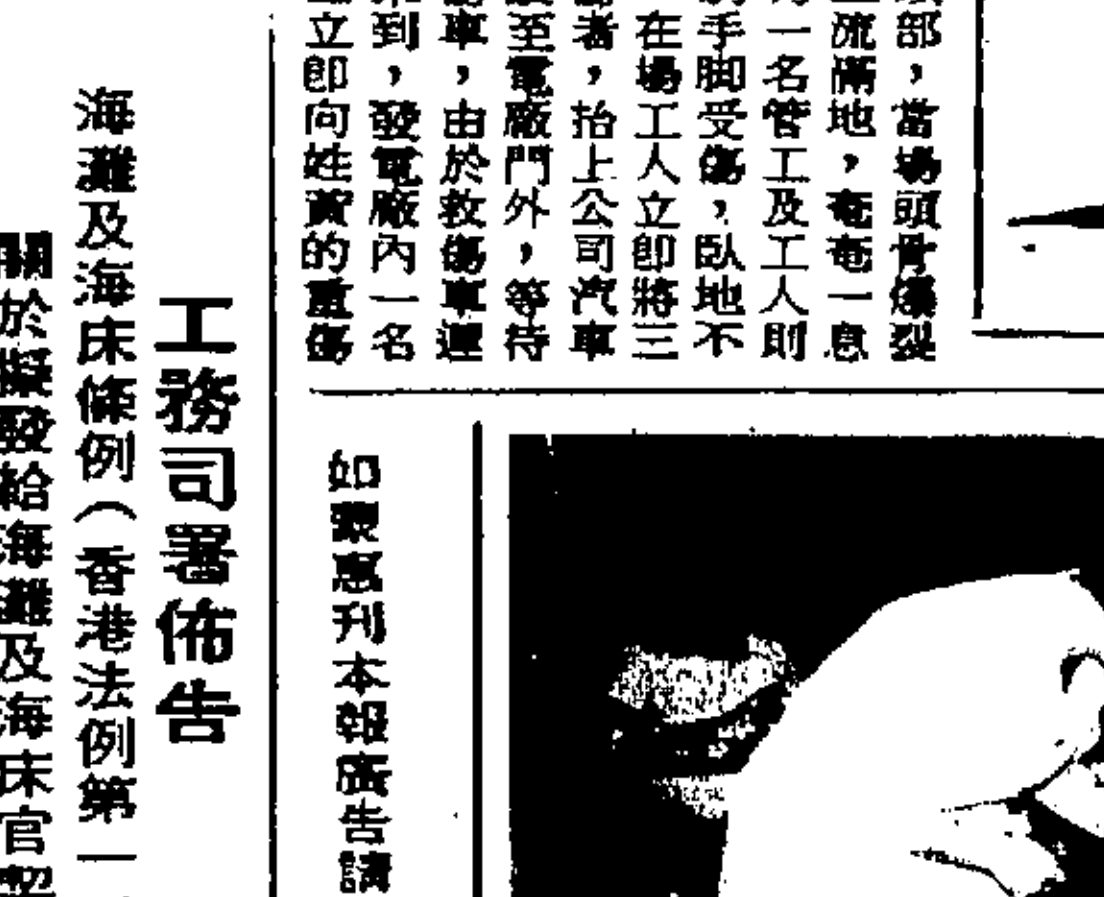 部，當場頭骨爆裂
流滿地，奄奄一息
一名管工及工人則
手脚受傷，臥地不
在場工人立即將三
者，抬上公司汽車
至電廠門外，等待
車，由於救傷車遲
到，發電廠內一名
立即向姓黃的重傷
如蒙惠刊本報廣告請
工務司署佈告
海灘及海床條例（香港法例第一
關於擬發給海灘及海床官契